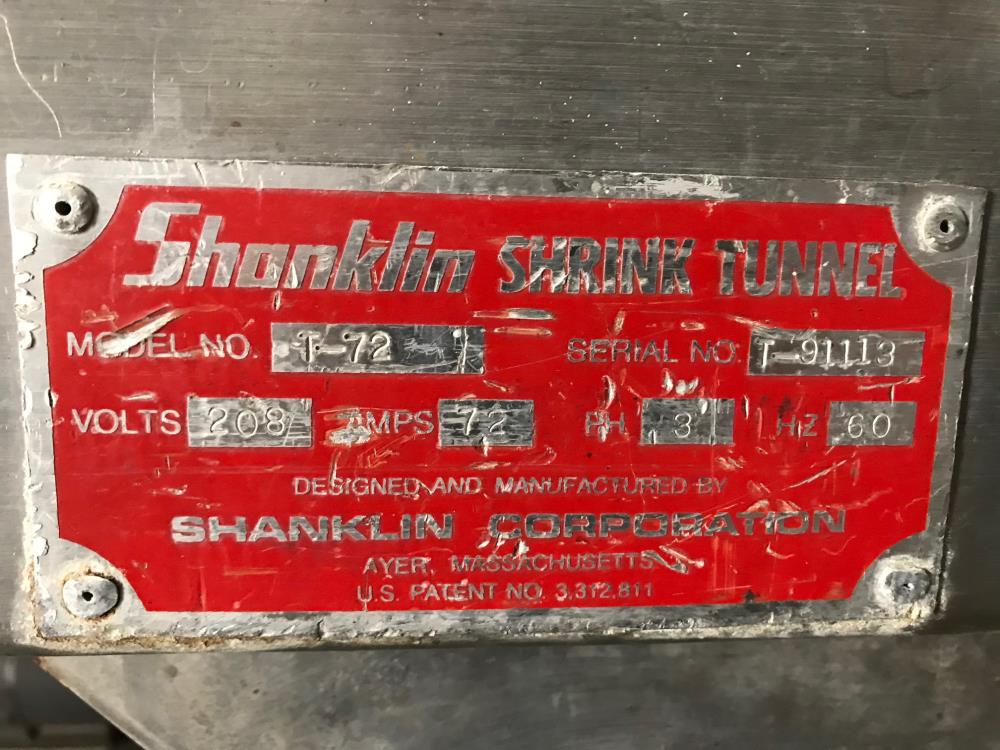 Shanklin SHRINK TUNNEL
MODEL NO. T-72 SERIAL NO. T-91113
VOLTS 208 AMPS 72 PH 3 HZ 60
DESIGNED AND MANUFACTURED BY
SHANKLIN CORPORATION
AYER, MASSACHUSETTS
U.S. PATENT NO. 3,312,811